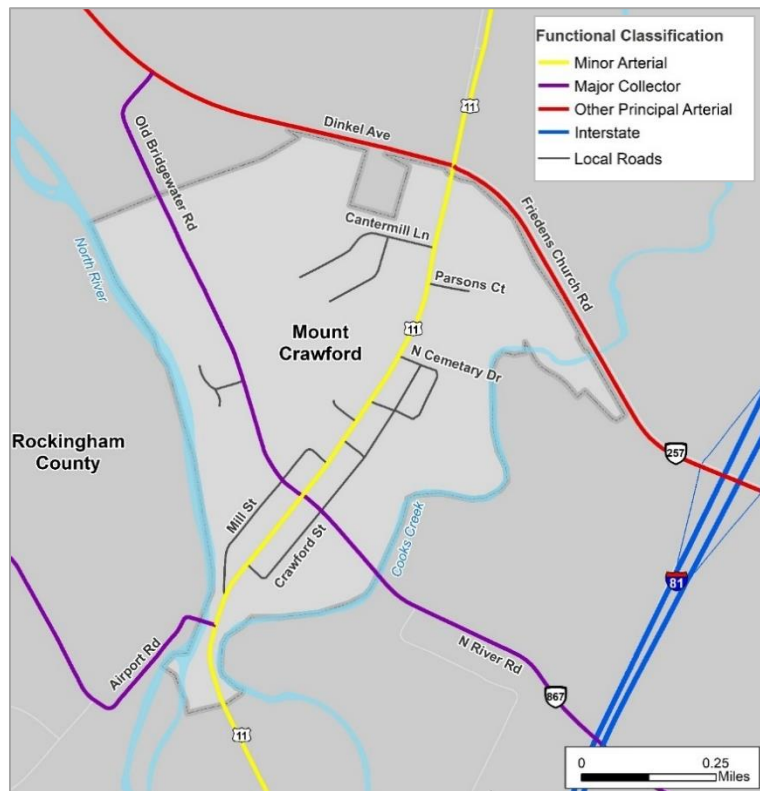 Functional Classification
Minor Arterial
Major Collector
Other Principal Arterial
Interstate
Local Roads
11
Dinkel Ave
Old Bridgewater Rd
Friedens Church Rd
Cantermill Ln
North River
Parsons Ct
11
Mount
Crawford
N Cemetary Dr
Rockingham
County
257
Mill St
Crawford St
Cooks Creek
81
Airport Rd
N River Rd
867
11
0 0.25
Miles